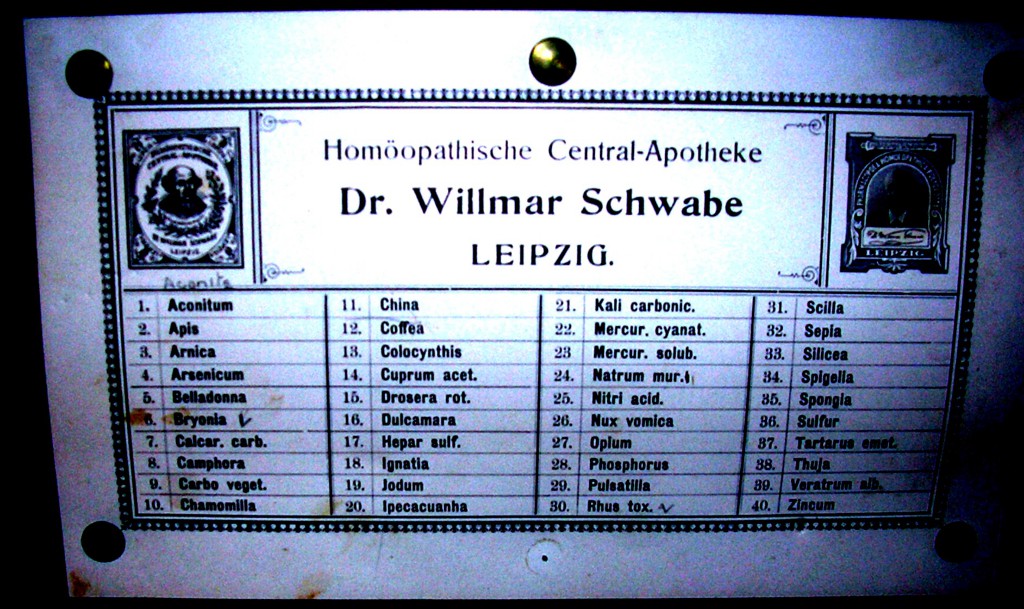 Homöopathische Central-Apotheke
Dr. Willmar Schwabe
LEIPZIG.
DR WILLMAR SCHWABE
LEIPZIG
LEIPZIG
Aconite
1. Aconitum
2. Apis
3. Arnica
4. Arsenicum
5. Belladonna
6. Bryonia
7. Calcar. carb.
8. Camphora
9. Carbo veget.
10. Chamomilla
11. China
12. Coffea
13. Colocynthis
14. Cuprum acet.
15. Drosera rot.
16. Dulcamara
17. Hepar sulf.
18. Ignatia
19. Jodum
20. Ipecacuanha
21. Kali carbonic.
22. Mercur. cyanat.
23 Mercur. solub.
24. Natrum mur.
25. Nitri acid.
26. Nux vomica
27. Opium
28. Phosphorus
29. Pulsatilla
30. Rhus tox.
31. Scilla
32. Sepia
33. Silicea
34. Spigelia
35. Spongia
36. Sulfur
37. Tartarus emet.
38. Thuja
39. Veratrum alb.
40. Zincum